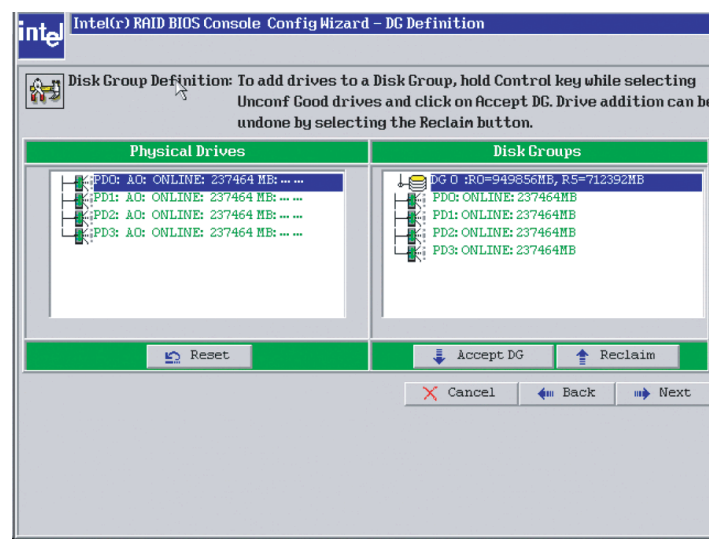 intel
Intel(r) RAID BIOS Console Config Wizard – DG Definition
Disk Group Definition: To add drives to a Disk Group, hold Control key while selecting
Unconf Good drives and click on Accept DG. Drive addition can be
undone by selecting the Reclaim button.
Physical Drives
PD0: A0: ONLINE: 237464 MB: ... ...
PD1: A0: ONLINE: 237464 MB: ... ...
PD2: A0: ONLINE: 237464 MB: ... ...
PD3: A0: ONLINE: 237464 MB: ... ...
Reset
Disk Groups
DG 0 :R0=949856MB, R5=712392MB
PD0: ONLINE: 237464MB
PD1: ONLINE: 237464MB
PD2: ONLINE: 237464MB
PD3: ONLINE: 237464MB
Accept DG
Reclaim
Cancel
Back
Next